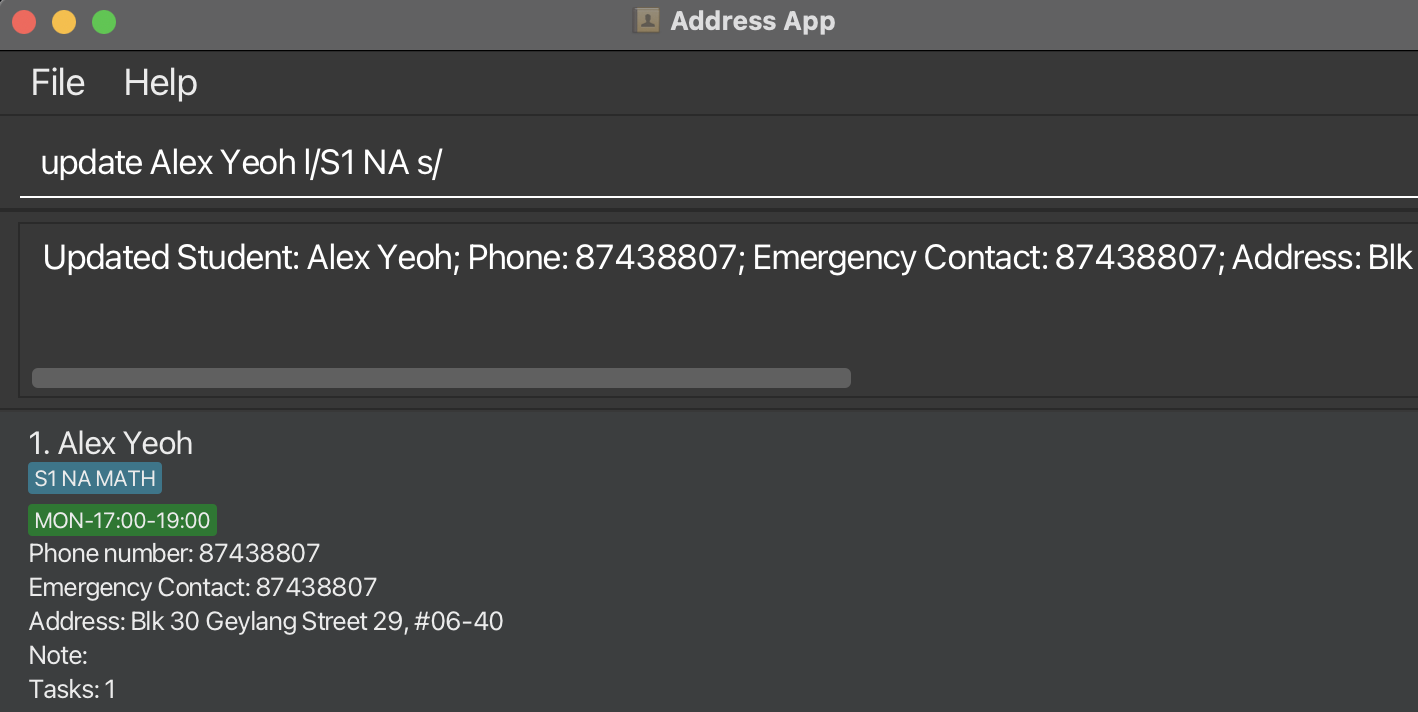 Address App
File Help
update Alex Yeoh l/S1 NA s/
Updated Student: Alex Yeoh; Phone: 87438807; Emergency Contact: 87438807; Address: Blk
1. Alex Yeoh
S1 NA MATH
MON-17:00-19:00
Phone number: 87438807
Emergency Contact: 87438807
Address: Blk 30 Geylang Street 29, #06-40
Note:
Tasks: 1